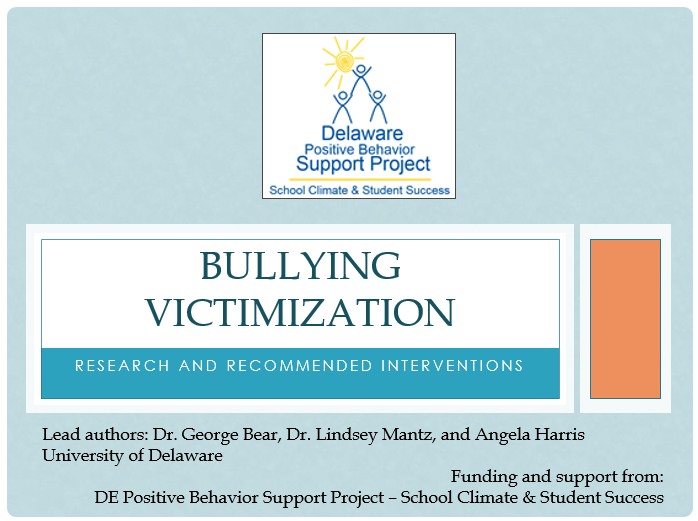 Delaware
Positive Behavior
Support Project
School Climate & Student Success
BULLYING
VICTIMIZATION
RESEARCH AND RECOMMENDED INTERVENTIONS
Lead authors: Dr. George Bear, Dr. Lindsey Mantz, and Angela Harris
University of Delaware
Funding and support from:
DE Positive Behavior Support Project – School Climate & Student Success